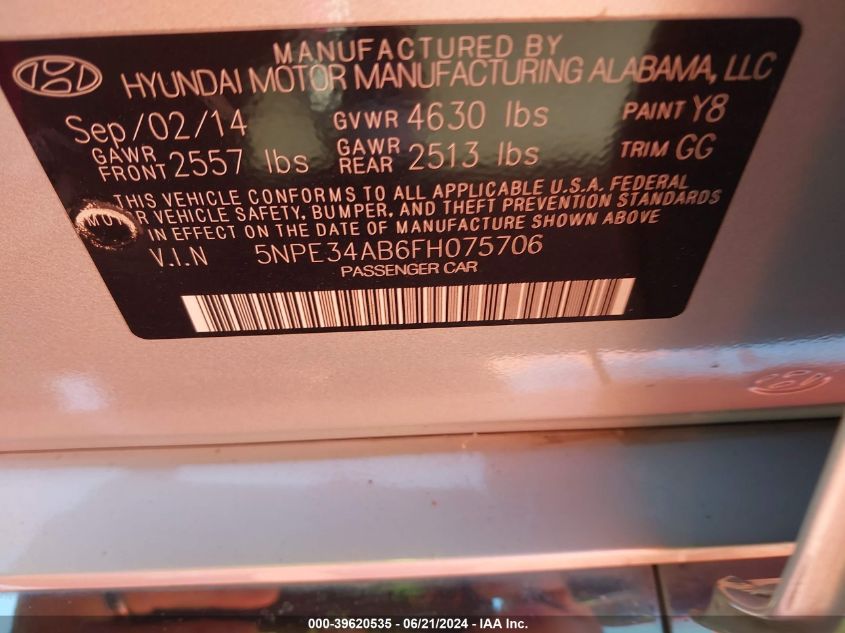 MANUFACTURED BY
HYUNDAI MOTOR MANUFACTURING ALABAMA, LLC
Sep/02/14 GVWR 4630 lbs PAINT Y8
GAWR FRONT 2557 lbs GAWR REAR 2513 lbs TRIM GG
THIS VEHICLE CONFORMS TO ALL APPLICABLE U.S.A. FEDERAL
MOTOR VEHICLE SAFETY, BUMPER, AND THEFT PREVENTION STANDARDS
IN EFFECT ON THE DATE OF MANUFACTURE SHOWN ABOVE
V.I.N 5NPE34AB6FH075706
PASSENGER CAR
000-39620535 - 06/21/2024 - IAA Inc.